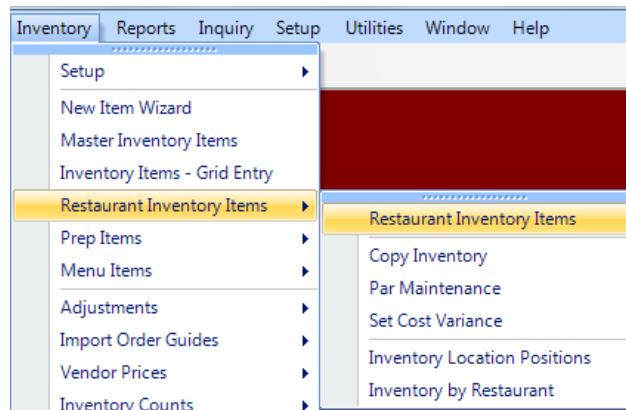 Inventory Reports Inquiry Setup Utilities Window Help
Setup
New Item Wizard
Master Inventory Items
Inventory Items - Grid Entry
Restaurant Inventory Items
Prep Items
Menu Items
Adjustments
Import Order Guides
Vendor Prices
Inventory Counts
Restaurant Inventory Items
Copy Inventory
Par Maintenance
Set Cost Variance
Inventory Location Positions
Inventory by Restaurant